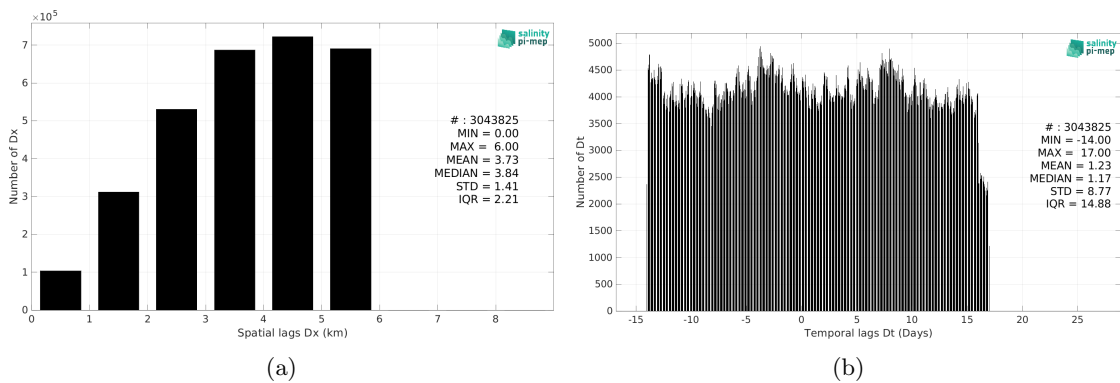 ×10⁵
7
6
5
4
3
2
1
0
Number of Dx
0 1 2 3 4 5 6 7 8
Spatial lags Dx (km)
salinity
pi-mep
# : 3043825
MIN = 0.00
MAX = 6.00
MEAN = 3.73
MEDIAN = 3.84
STD = 1.41
IQR = 2.21
(a)
5000
4500
4000
3500
3000
2500
2000
1500
1000
500
0
Number of Dt
-15 -10 -5 0 5 10 15 20 25
Temporal lags Dt (Days)
salinity
pi-mep
# : 3043825
MIN = -14.00
MAX = 17.00
MEAN = 1.23
MEDIAN = 1.17
STD = 8.77
IQR = 14.88
(b)